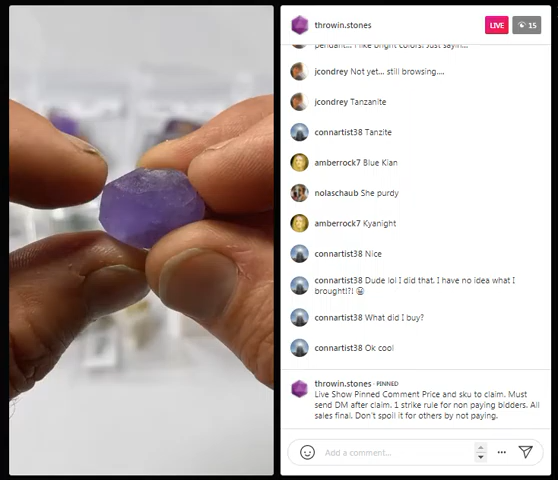 throwin.stones
LIVE
15
pendant... I like bright colors! Just sayin...
jcondrey Not yet... still browsing....
jcondrey Tanzanite
connartist38 Tanzite
amberrock7 Blue Kian
nolaschaub She purdy
amberrock7 Kyanight
connartist38 Nice
connartist38 Dude lol I did that. I have no idea what I
brought!?! 😀
connartist38 What did I buy?
connartist38 Ok cool
throwin.stones · PINNED
Live Show Pinned Comment Price and sku to claim. Must
send DM after claim. 1 strike rule for non paying bidders. All
sales final. Don't spoil it for others by not paying.
Add a comment...